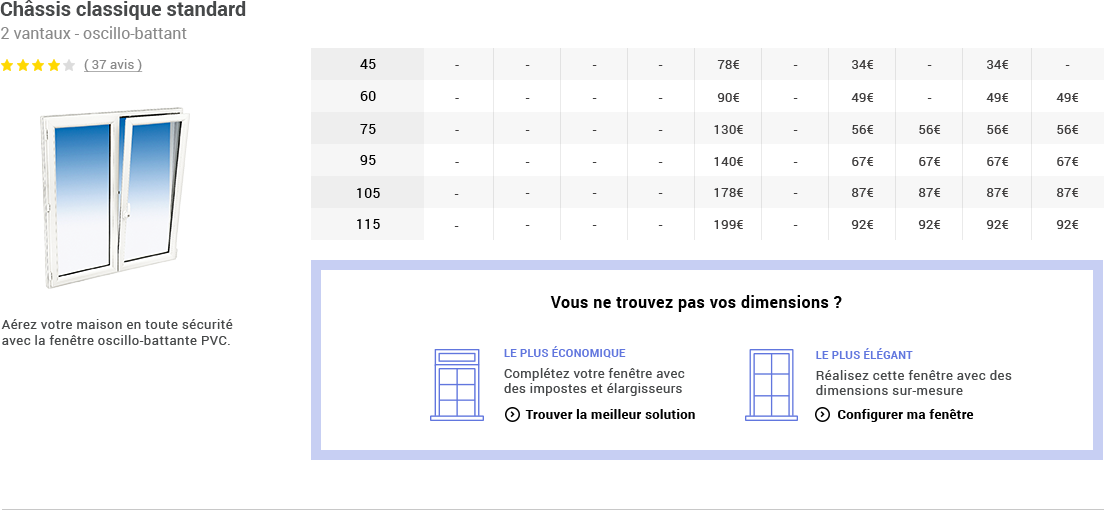 Châssis classique standard
2 vantaux - oscillo-battant
( 37 avis )
45 - - - - 78€ - 34€ - 34€ -
60 - - - - 90€ - 49€ - 49€ 49€
75 - - - - 130€ - 56€ 56€ 56€ 56€
95 - - - - 140€ - 67€ 67€ 67€ 67€
105 - - - - 178€ - 87€ 87€ 87€ 87€
115 - - - - 199€ - 92€ 92€ 92€ 92€
Aérez votre maison en toute sécurité
avec la fenêtre oscillo-battante PVC.
Vous ne trouvez pas vos dimensions ?
LE PLUS ÉCONOMIQUE
Complétez votre fenêtre avec
des impostes et élargisseurs
Trouver la meilleur solution
LE PLUS ÉLÉGANT
Réalisez cette fenêtre avec des
dimensions sur-mesure
Configurer ma fenêtre